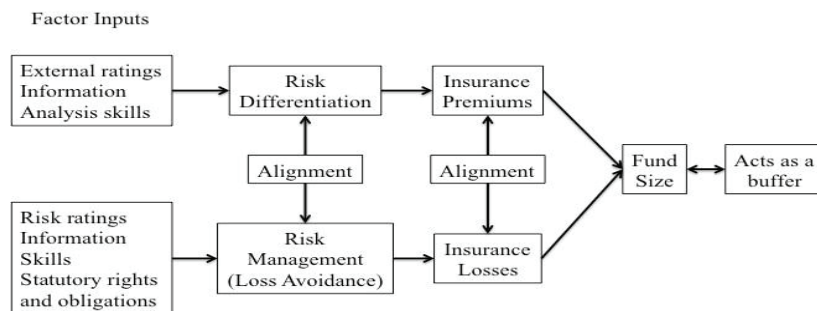 Factor Inputs
External ratings
Information
Analysis skills
Risk
Differentiation
Insurance
Premiums
Alignment
Alignment
Fund
Size
Acts as a
buffer
Risk ratings
Information
Skills
Statutory rights
and obligations
Risk
Management
(Loss Avoidance)
Insurance
Losses